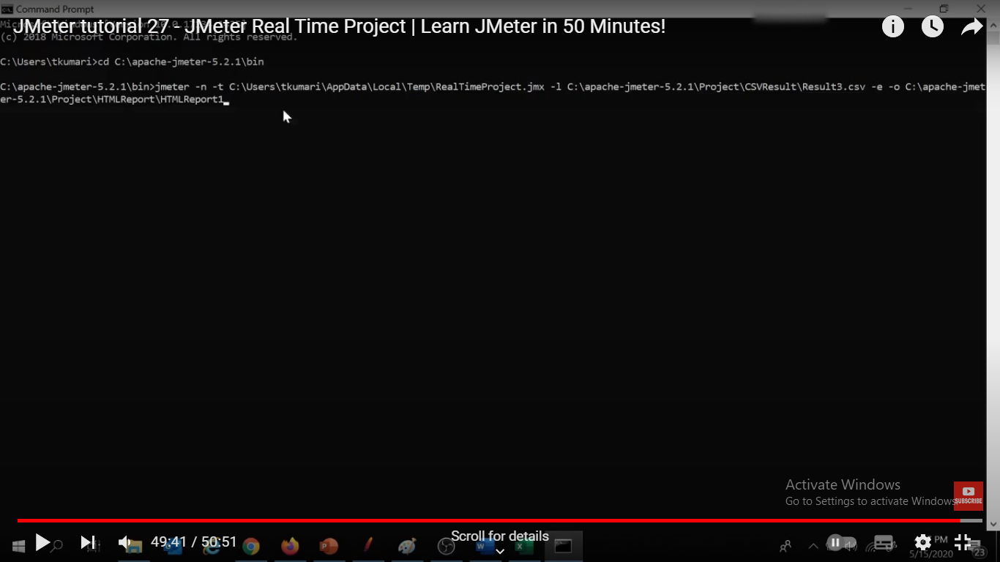 Command Prompt
JMeter tutorial 27 - JMeter Real Time Project | Learn JMeter in 50 Minutes!
(c) 2018 Microsoft Corporation. All rights reserved.
C:\Users\tkumari>cd C:\apache-jmeter-5.2.1\bin
C:\apache-jmeter-5.2.1\bin>jmeter -n -t C:\Users\tkumari\AppData\Local\Temp\RealTimeProject.jmx -l C:\apache-jmeter-5.2.1\Project\CSVResult\Result3.csv -e -o C:\apache-jmet
er-5.2.1\Project\HTMLReport\HTMLReport1_
Activate Windows
Go to Settings to activate Windows
SUBSCRIBE
Scroll for details
49:41 / 50:51
PM
5/15/2020
23